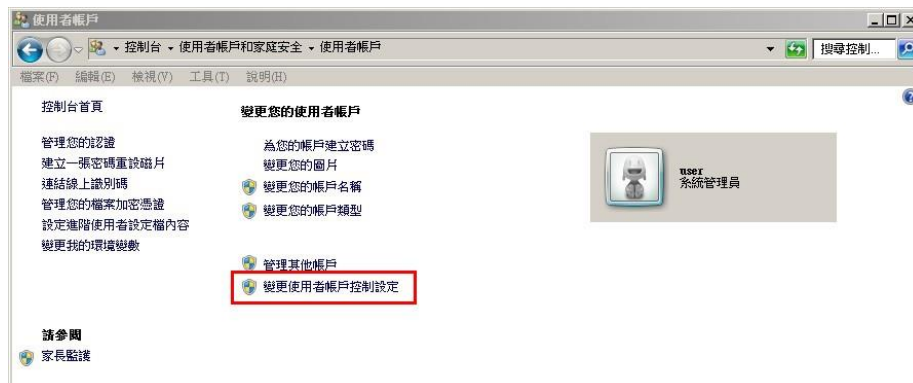 使用者帳戶
控制台 使用者帳戶和家庭安全 使用者帳戶
搜尋控制...
檔案(F) 編輯(E) 檢視(V) 工具(T) 說明(H)
控制台首頁
管理您的認證
建立一張密碼重設磁片
連結線上識別碼
管理您的檔案加密憑證
設定進階使用者設定檔內容
變更我的環境變數
請參閱
家長監護
變更您的使用者帳戶
為您的帳戶建立密碼
變更您的圖片
變更您的帳戶名稱
變更您的帳戶類型
管理其他帳戶
變更使用者帳戶控制設定
user
系統管理員